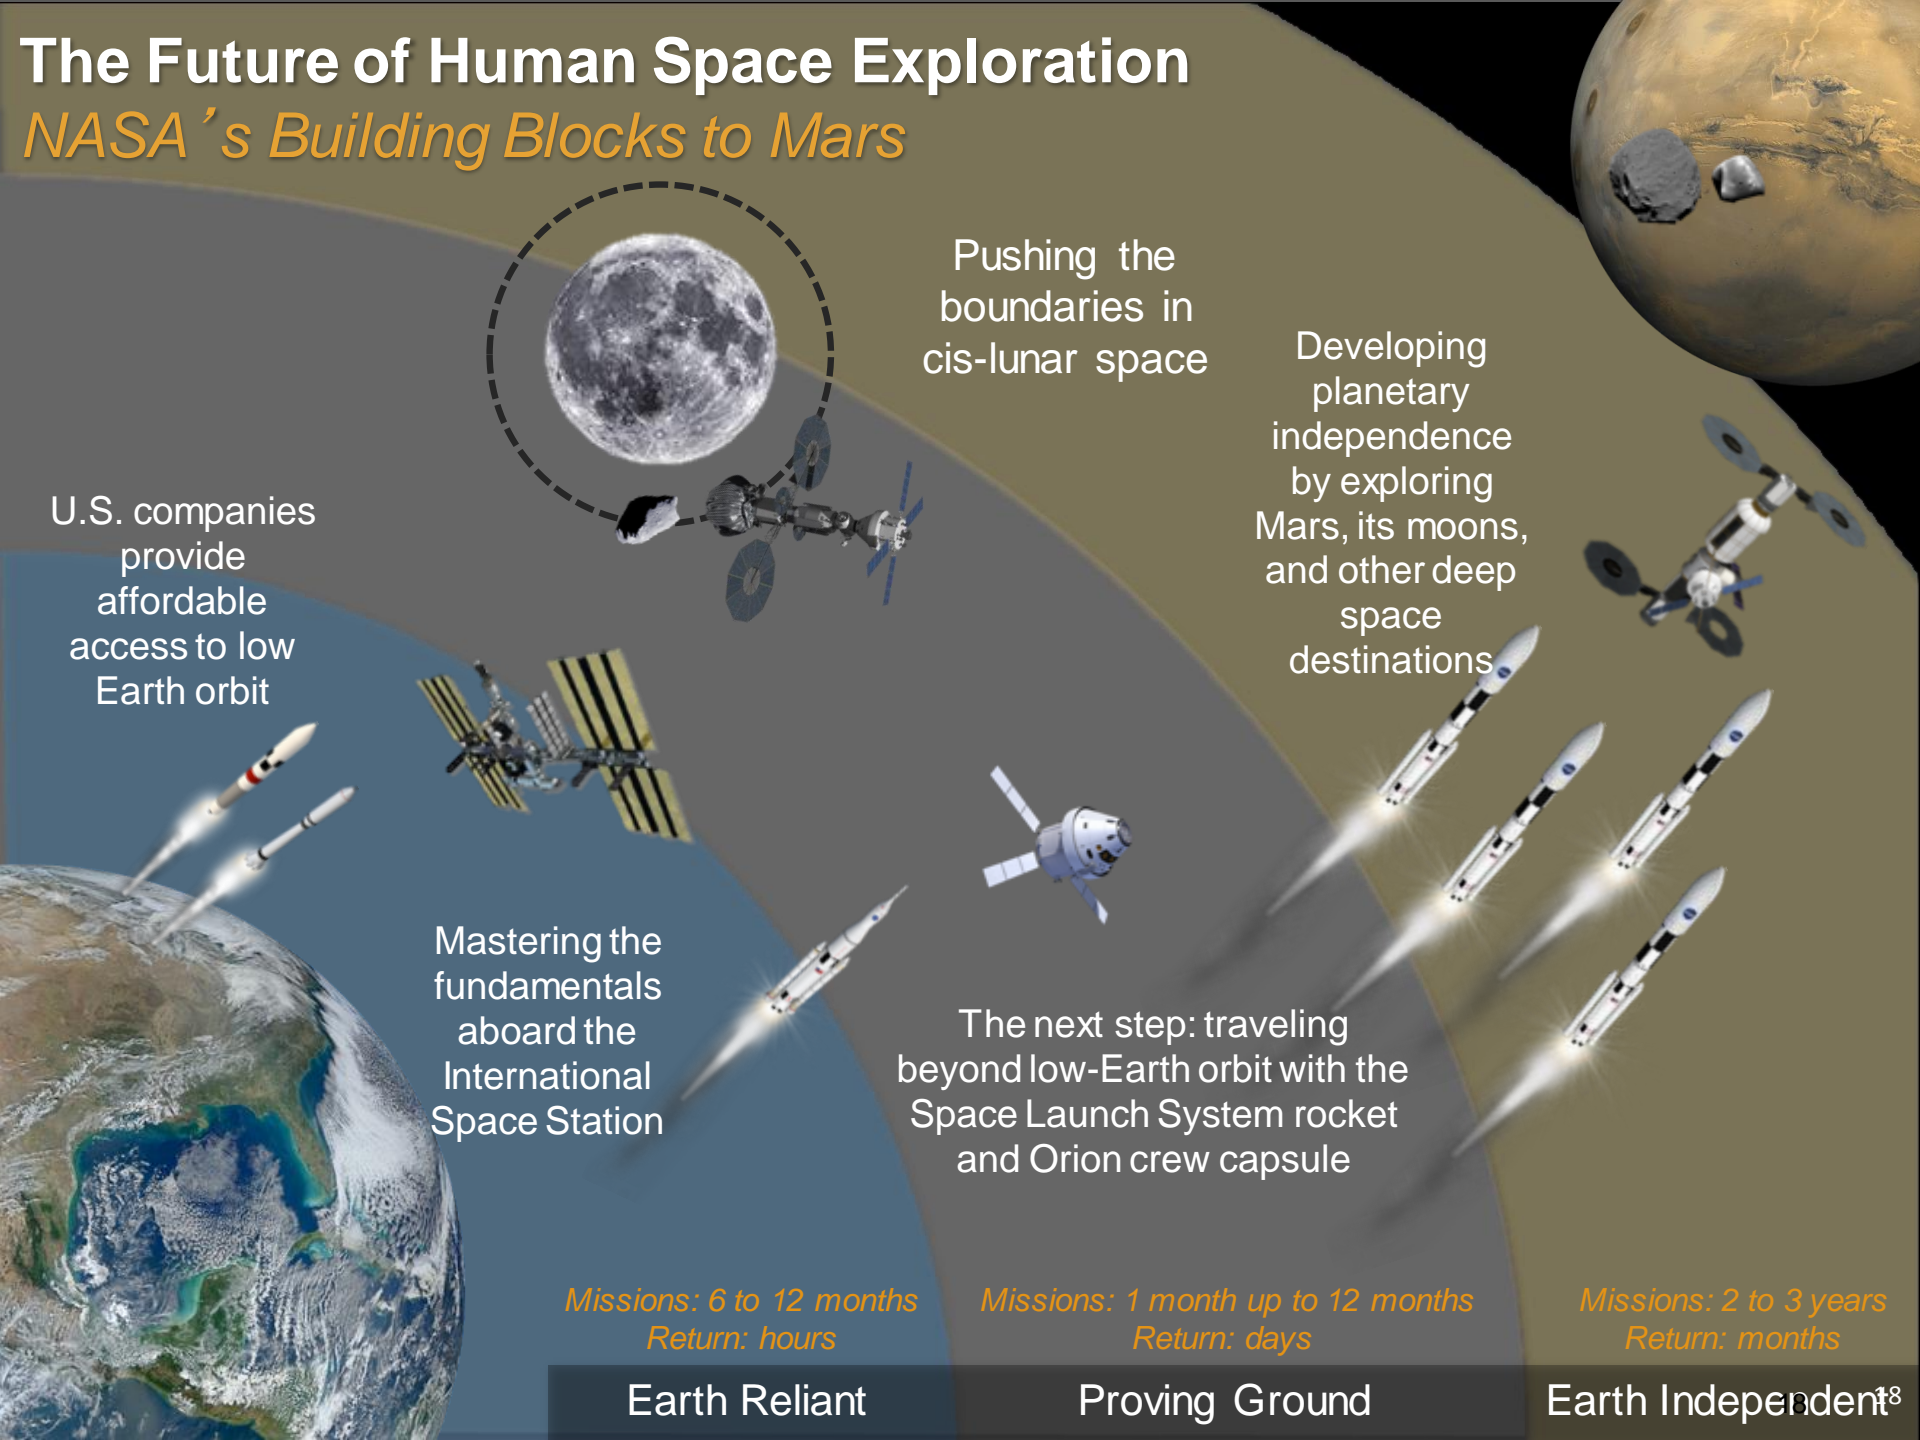 The Future of Human Space Exploration
NASA’s Building Blocks to Mars
Pushing the
boundaries in
cis-lunar space
Developing
planetary
independence
by exploring
Mars, its moons,
and other deep
space
destinations
U.S. companies
provide
affordable
access to low
Earth orbit
Mastering the
fundamentals
aboard the
International
Space Station
The next step: traveling
beyond low-Earth orbit with the
Space Launch System rocket
and Orion crew capsule
Missions: 6 to 12 months
Return: hours
Missions: 1 month up to 12 months
Return: days
Missions: 2 to 3 years
Return: months
Earth Reliant
Proving Ground
Earth Independent
18
18